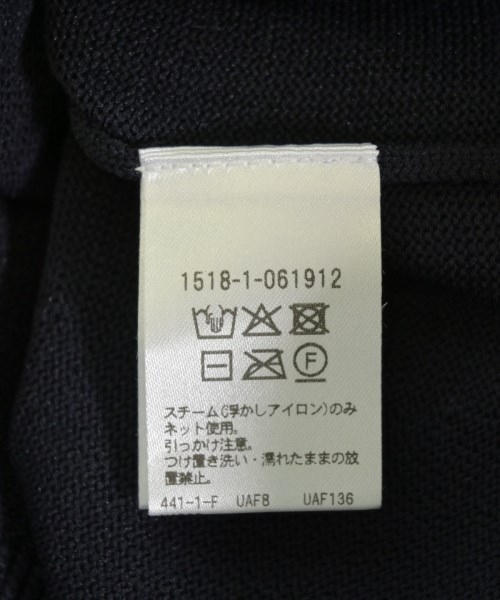 1518-1-061912
F
スチーム(浮かしアイロン)のみ
ネット使用。
引っかけ注意。
つけ置き洗い・濡れたままの放
置禁止。
441-1-F UAF8 UAF136